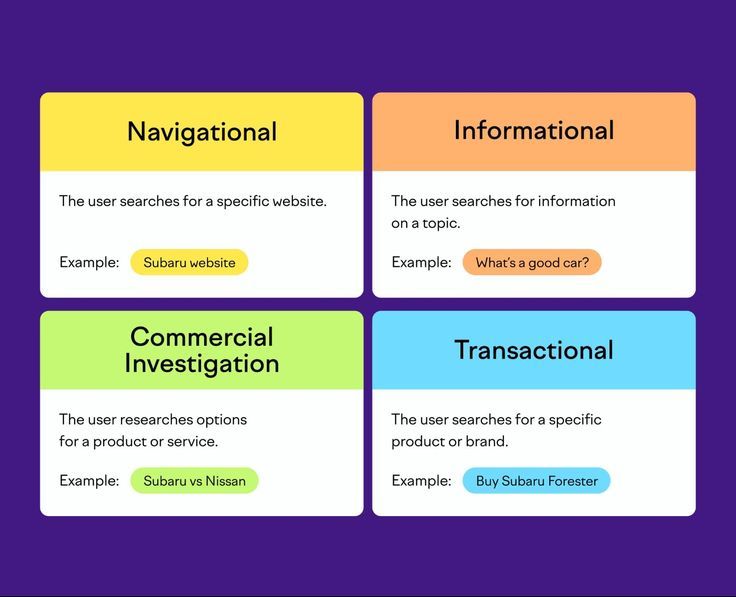 Navigational
The user searches for a specific website.
Example: Subaru website
Informational
The user searches for information
on a topic.
Example: What's a good car?
Commercial
Investigation
The user researches options
for a product or service.
Example: Subaru vs Nissan
Transactional
The user searches for a specific
product or brand.
Example: Buy Subaru Forester